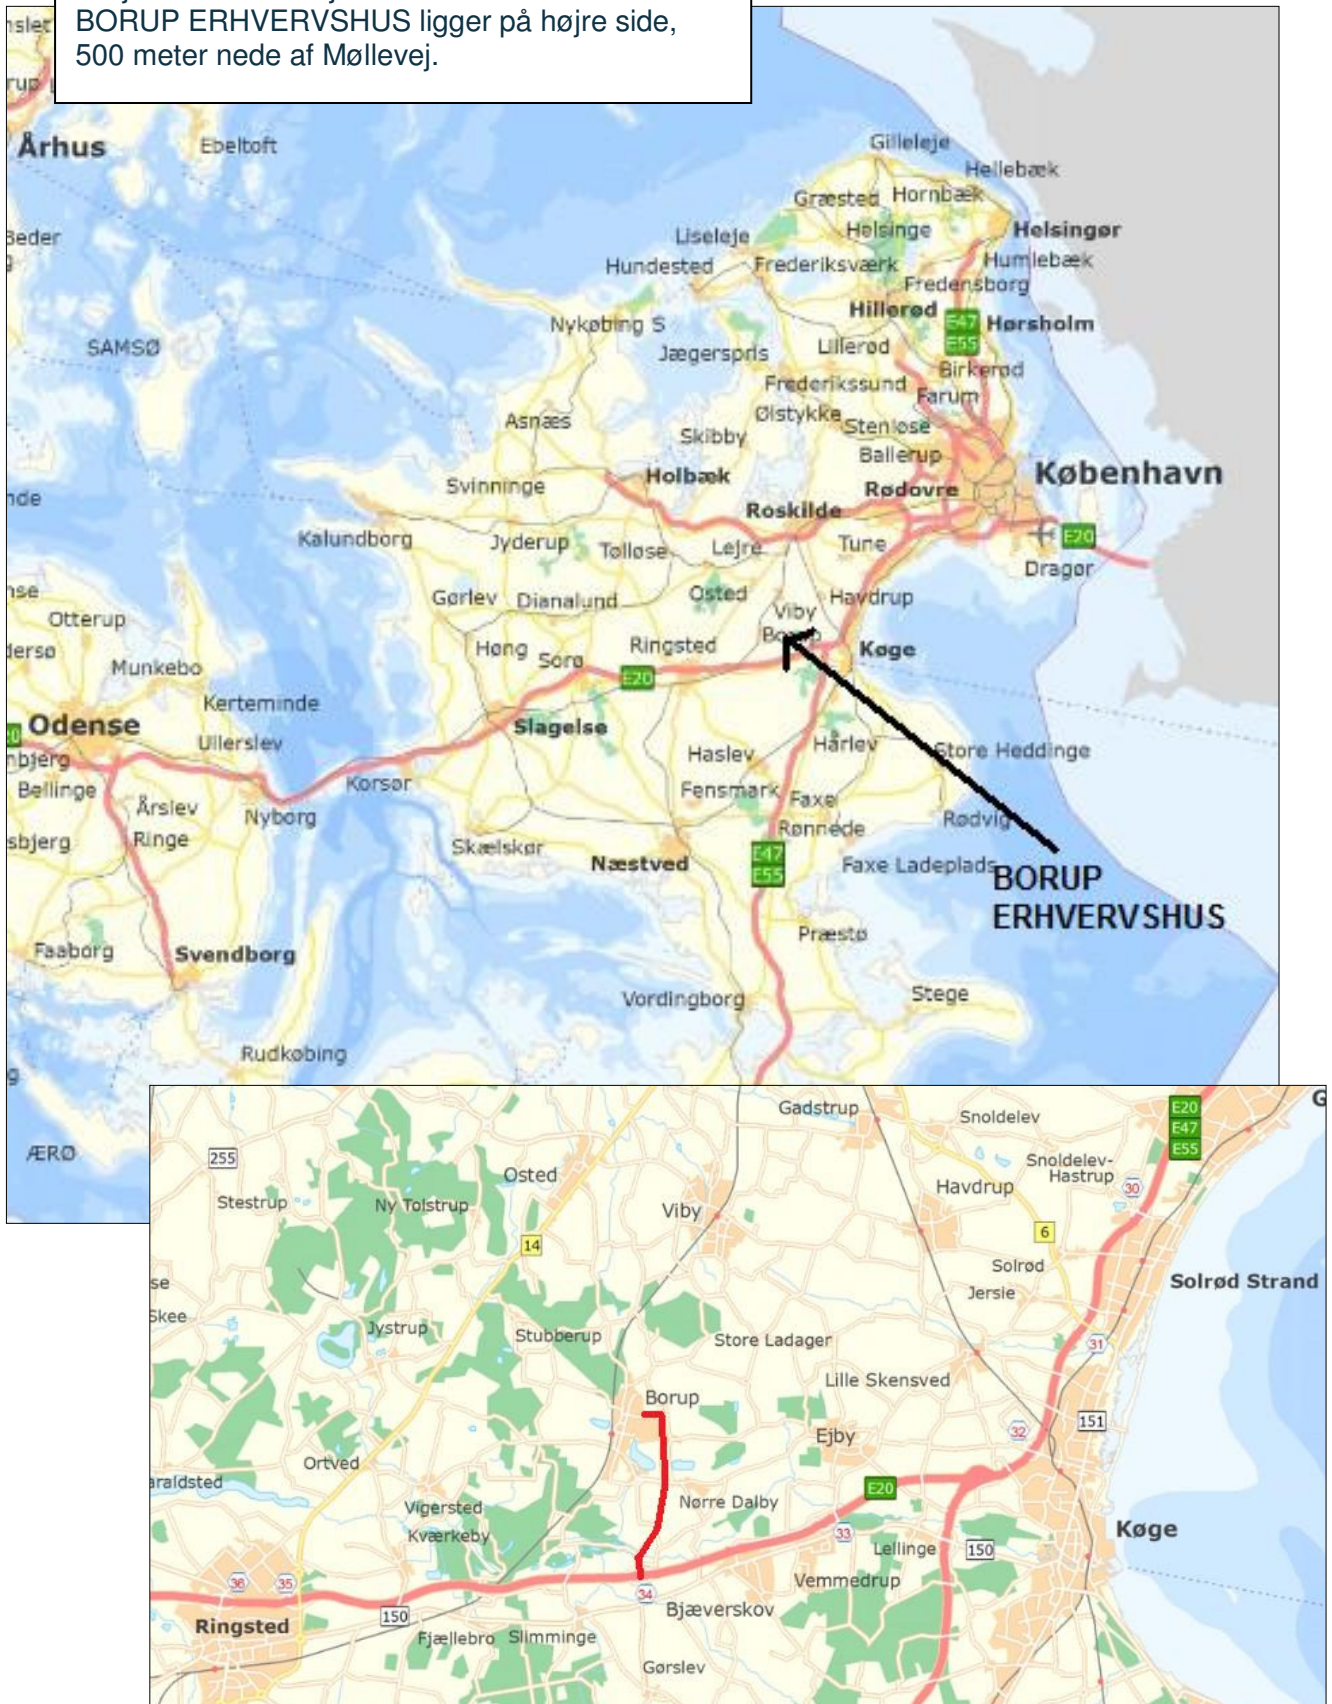 BORUP ERHVERVSHUS ligger på højre side,
500 meter nede af Møllevej.
Århus
Ebeltoft
Gilleleje
Hellebæk
Græsted
Hornbæk
Helsinge
Helsingør
Liseleje
Humlebæk
Hundested
Frederiksværk
Fredensborg
Hillerød
E47
E55
Hørsholm
Nykøbing S
SAMSØ
Jægerspris
Lillerød
Birkerød
Frederikssund
Farum
Ølstykke
Stenløse
Asnæs
Skibby
Ballerup
København
Holbæk
Rødovre
Svinninge
Roskilde
Kalundborg
Jyderup
Tølløse
Lejre
Tune
E20
Dragør
Gørlev
Dianalund
Osted
Havdrup
Viby
Otterup
Høng
Sorø
Ringsted
Køge
Munkebo
E20
Kerteminde
Odense
Ullerslev
Slagelse
Haslev
Hårlev
Store Heddinge
Bellinge
Korsør
Årslev
Nyborg
Fensmark
Faxe
Rødvig
Ringe
Rønnede
Skælskør
Næstved
E47
E55
Faxe Ladeplads
BORUP
ERHVERVSHUS
Præstø
Faaborg
Svendborg
Vordingborg
Stege
Rudkøbing
ÆRØ
Gadstrup
Snoldelev
E20
E47
E55
255
Osted
Snoldelev-
Hastrup
30
Stestrup
Ny Tolstrup
Viby
Havdrup
14
6
Solrød
Solrød Strand
Jersie
Skee
Jystrup
Stubberup
Store Ladager
31
Lille Skensved
Borup
151
32
Ejby
Ortved
E20
Vigersted
Nørre Dalby
Kværkeby
33
Køge
Lellinge
150
36
35
34
Vemmedrup
150
Bjæverskov
Ringsted
Fjællebro
Slimminge
Gørslev